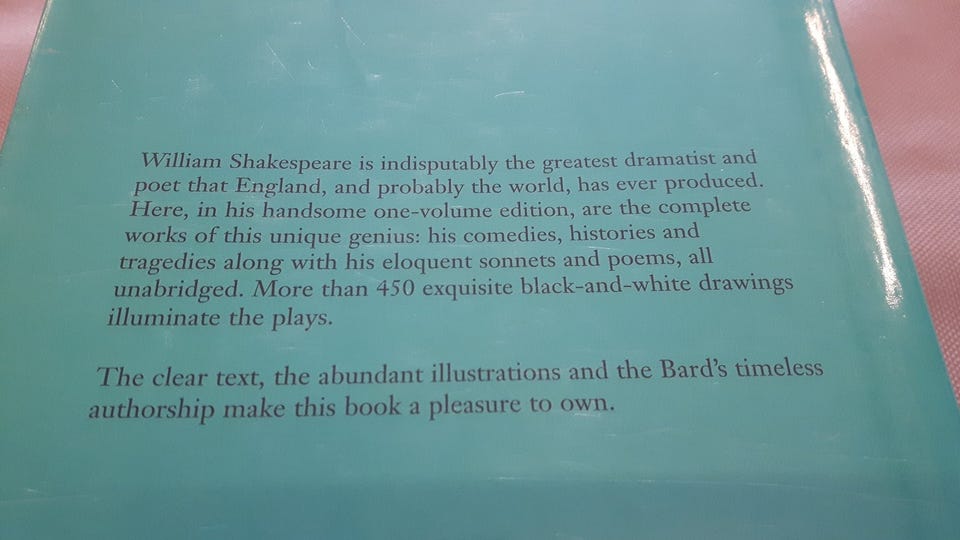 William Shakespeare is indisputably the greatest dramatist and
poet that England, and probably the world, has ever produced.
Here, in his handsome one-volume edition, are the complete
works of this unique genius: his comedies, histories and
tragedies along with his eloquent sonnets and poems, all
unabridged. More than 450 exquisite black-and-white drawings
illuminate the plays.
The clear text, the abundant illustrations and the Bard's timeless
authorship make this book a pleasure to own.